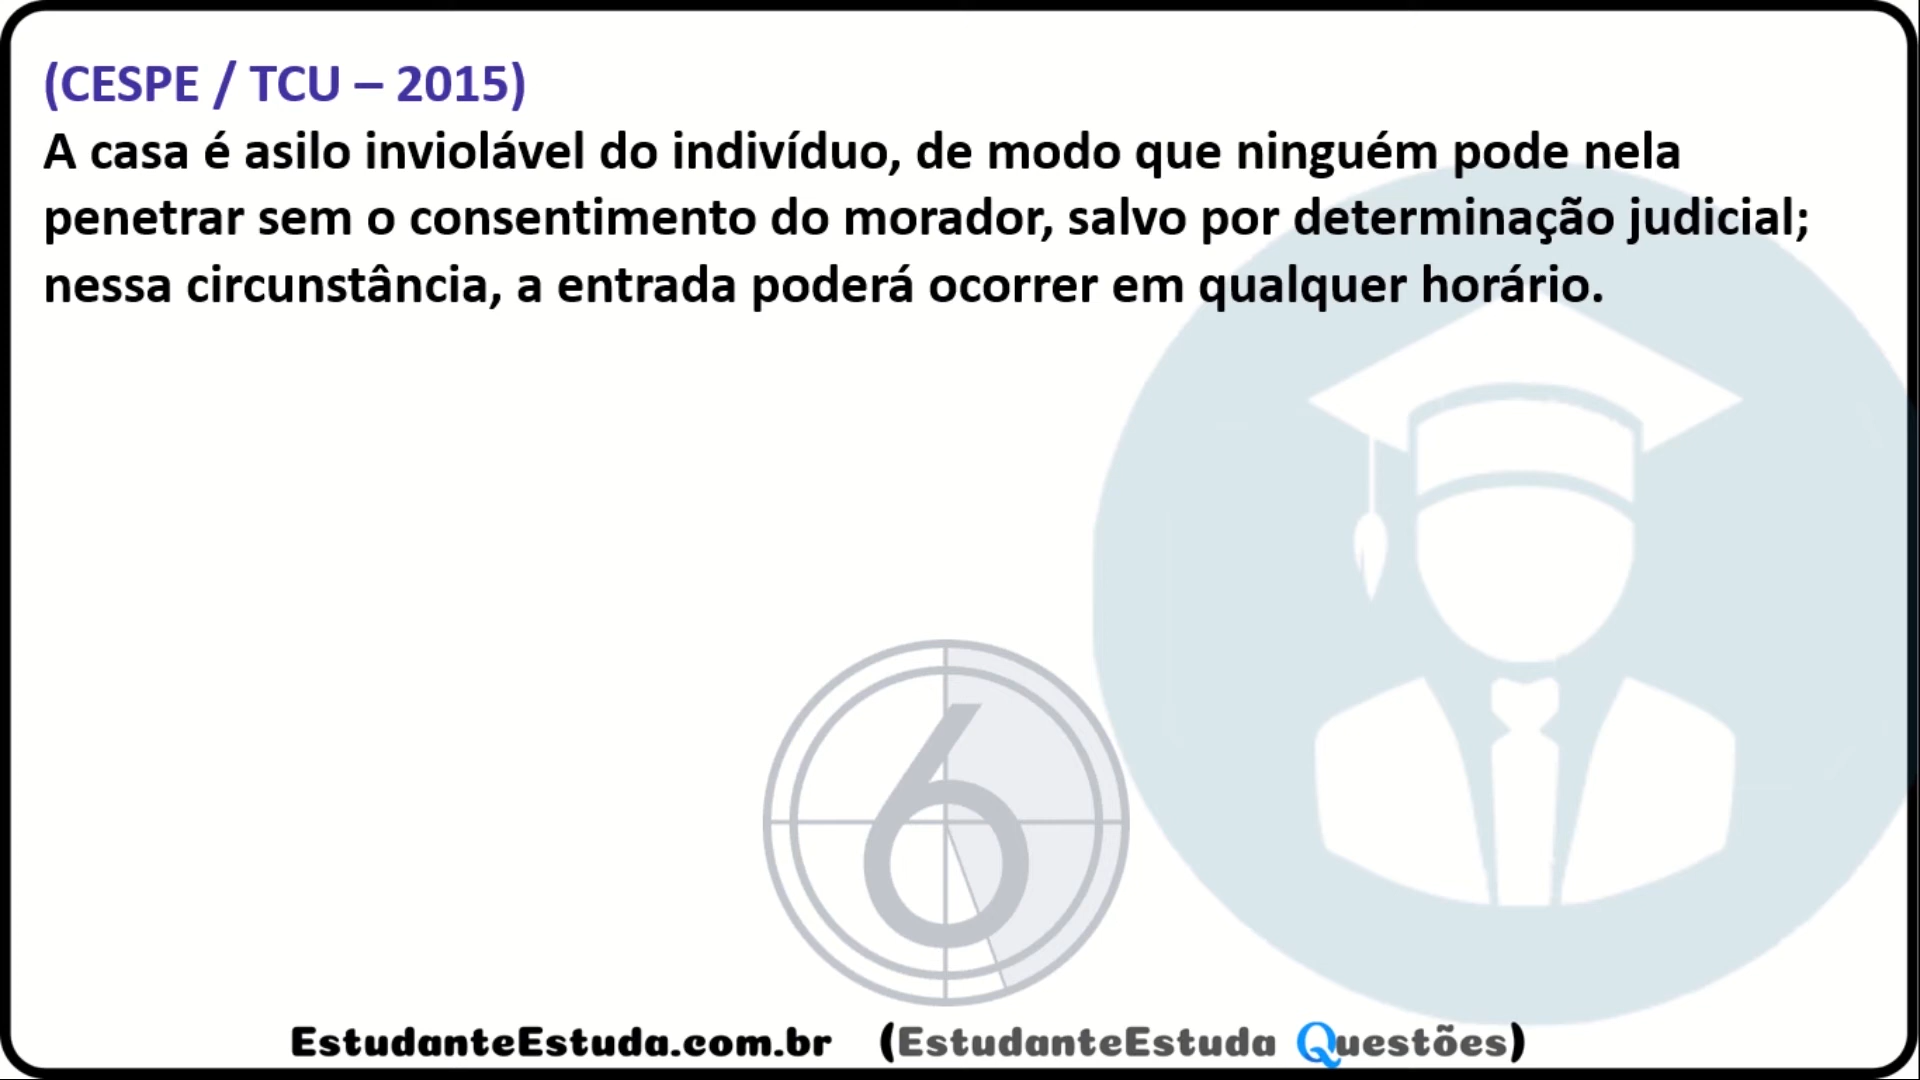 (CESPE / TCU – 2015)
A casa é asilo inviolável do indivíduo, de modo que ninguém pode nela
penetrar sem o consentimento do morador, salvo por determinação judicial;
nessa circunstância, a entrada poderá ocorrer em qualquer horário.
6
EstudanteEstuda.com.br (EstudanteEstuda Questões)